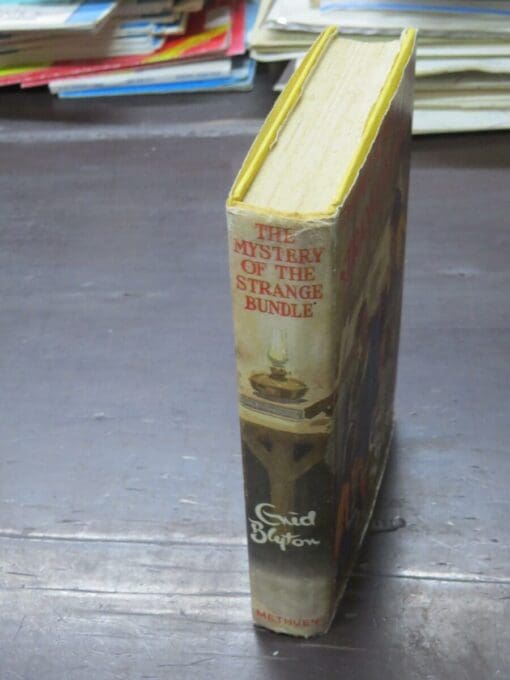 THE
MYSTERY
OF THE
STRANGE
BUNDLE
Enid
Blyton
METHUEN